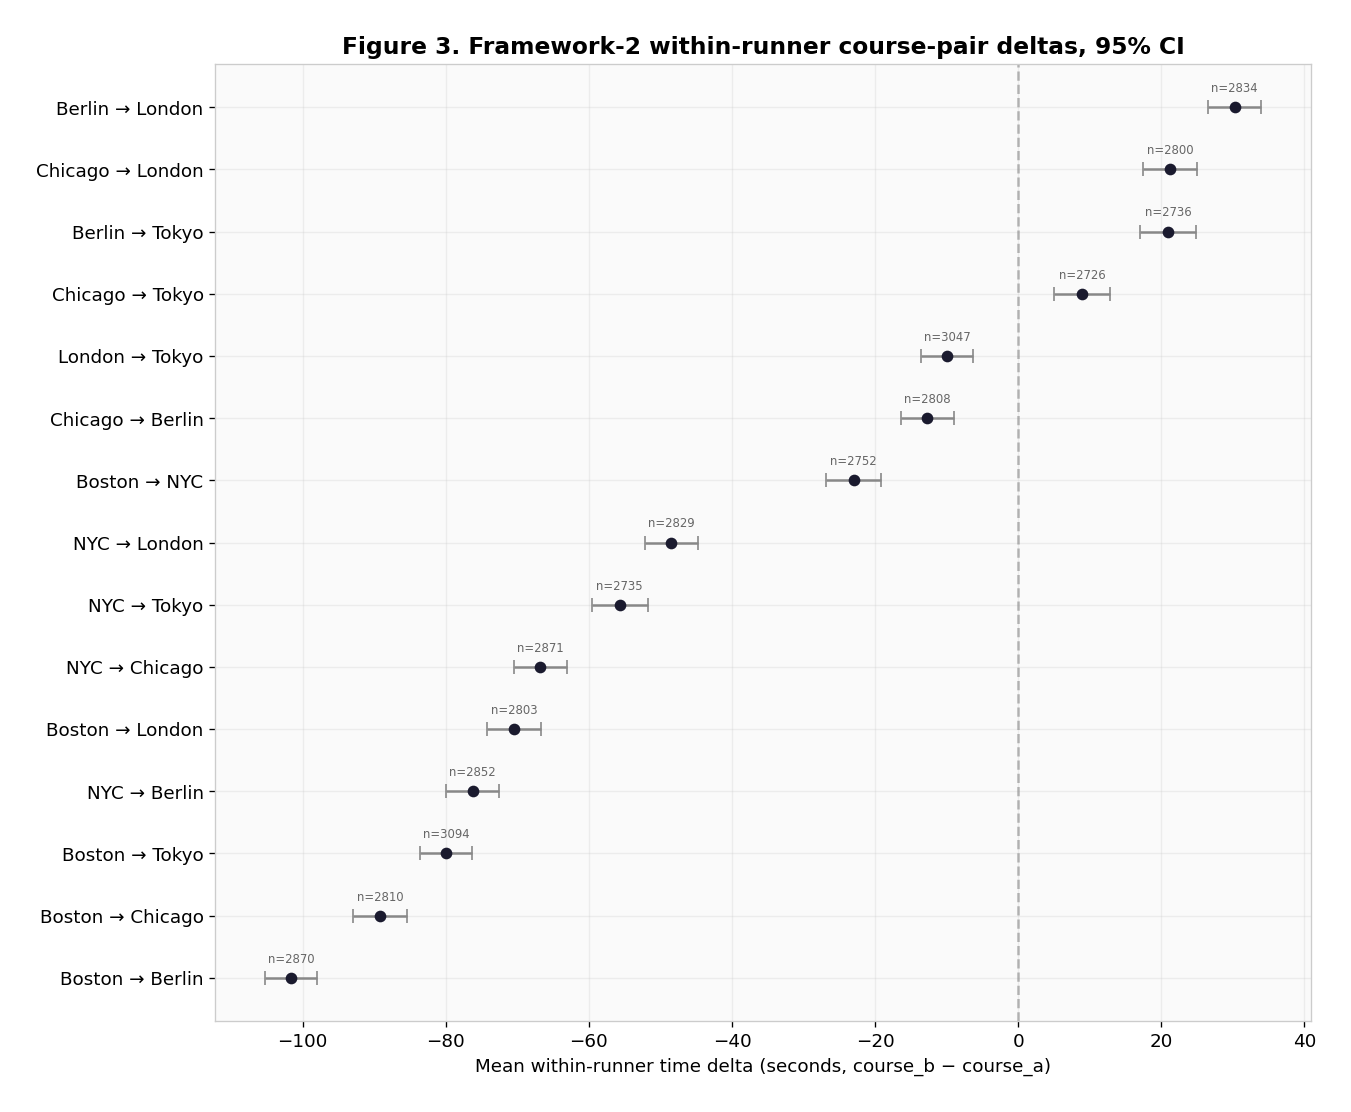 Figure 3. Framework-2 within-runner course-pair deltas, 95% CI
Berlin → London
n=2834
Chicago → London
n=2800
Berlin → Tokyo
n=2736
Chicago → Tokyo
n=2726
London → Tokyo
n=3047
Chicago → Berlin
n=2808
Boston → NYC
n=2752
NYC → London
n=2829
NYC → Tokyo
n=2735
NYC → Chicago
n=2871
Boston → London
n=2803
NYC → Berlin
n=2852
Boston → Tokyo
n=3094
Boston → Chicago
n=2810
Boston → Berlin
n=2870
−100 −80 −60 −40 −20 0 20 40
Mean within-runner time delta (seconds, course_b − course_a)